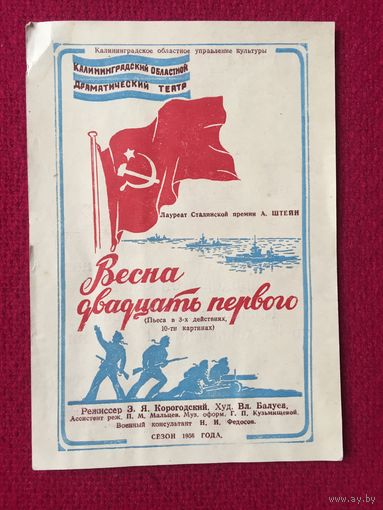 Калининградское областное управление культуры
КАЛИНИНГРАДСКИЙ ОБЛАСТНОЙ
ДРАМАТИЧЕСКИЙ ТЕАТР
Лауреат Сталинской премии А. ШТЕЙН
Весна
двадцать первого
(Пьеса в 3-х действиях,
10-ти картинах)
Режиссер З. Я. Корогодский. Худ. Вл. Балуев,
Ассистент реж. П. М. Мальцев. Муз. оформ. Г. П. Кузьмищевой.
Военный консультант Н. И. Федосов.
СЕЗОН 1956 ГОДА.
www.ay.by